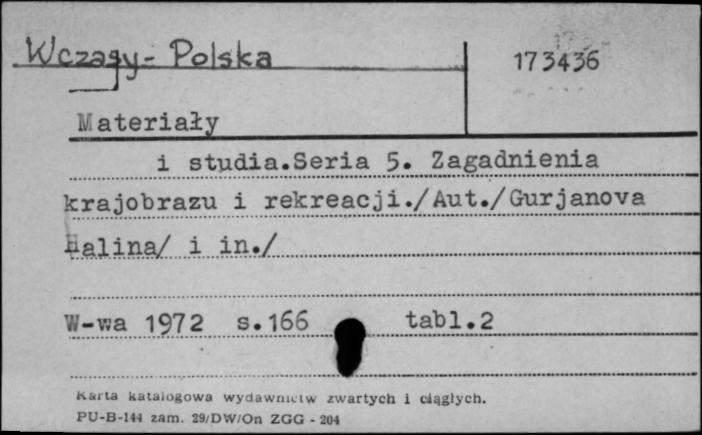 Wczasy - Polska
173436
Materiały
i studia.Seria 5. Zagadnienia
krajobrazu i rekreacji./Aut./Gurjanova
Halina/ i in./
W-wa 1972 s.166 tabl.2
Karta katalogowa wydawnictw zwartych i ciągłych.
PU-B-144 zam. 29/DW/On ZGG - 204